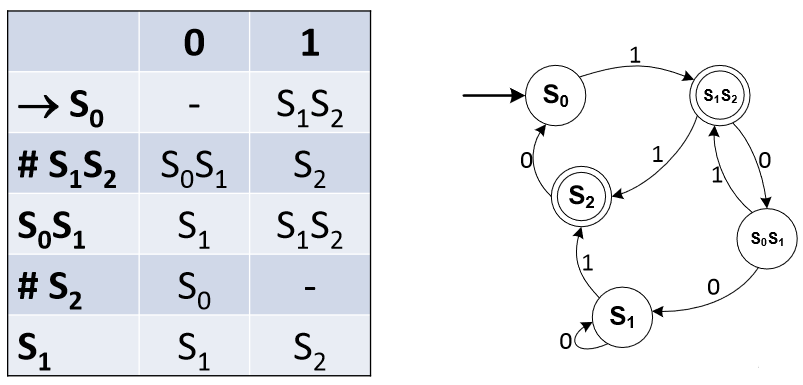 0 1
→ S₀ - S₁S₂
# S₁S₂ S₀S₁ S₂
S₀S₁ S₁ S₁S₂
# S₂ S₀ -
S₁ S₁ S₂
1
S₀
S₁S₂
0
1
0
S₂
1
S₀S₁
1
0
S₁
0